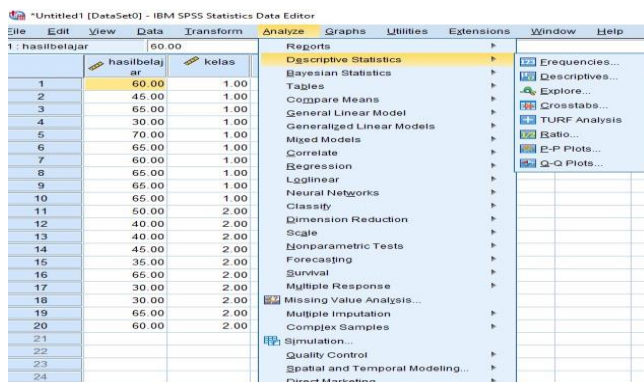 *Untitled1 [DataSet0] - IBM SPSS Statistics Data Editor
File Edit View Data Transform Analyze Graphs Utilities Extensions Window Help
1 : hasilbelajar 60.00
hasilbelaj
ar kelas
1 60.00 1.00
2 45.00 1.00
3 65.00 1.00
4 30.00 1.00
5 70.00 1.00
6 65.00 1.00
7 60.00 1.00
8 65.00 1.00
9 65.00 1.00
10 65.00 1.00
11 50.00 2.00
12 40.00 2.00
13 40.00 2.00
14 45.00 2.00
15 35.00 2.00
16 65.00 2.00
17 30.00 2.00
18 30.00 2.00
19 65.00 2.00
20 60.00 2.00
21
22
23
24
Reports
Descriptive Statistics
Bayesian Statistics
Tables
Compare Means
General Linear Model
Generalized Linear Models
Mixed Models
Correlate
Regression
Loglinear
Neural Networks
Classify
Dimension Reduction
Scale
Nonparametric Tests
Forecasting
Survival
Multiple Response
Missing Value Analysis...
Multiple Imputation
Complex Samples
Simulation...
Quality Control
Spatial and Temporal Modeling...
Direct Marketing
Frequencies...
Descriptives...
Explore...
Crosstabs...
TURF Analysis
Ratio...
P-P Plots...
Q-Q Plots...